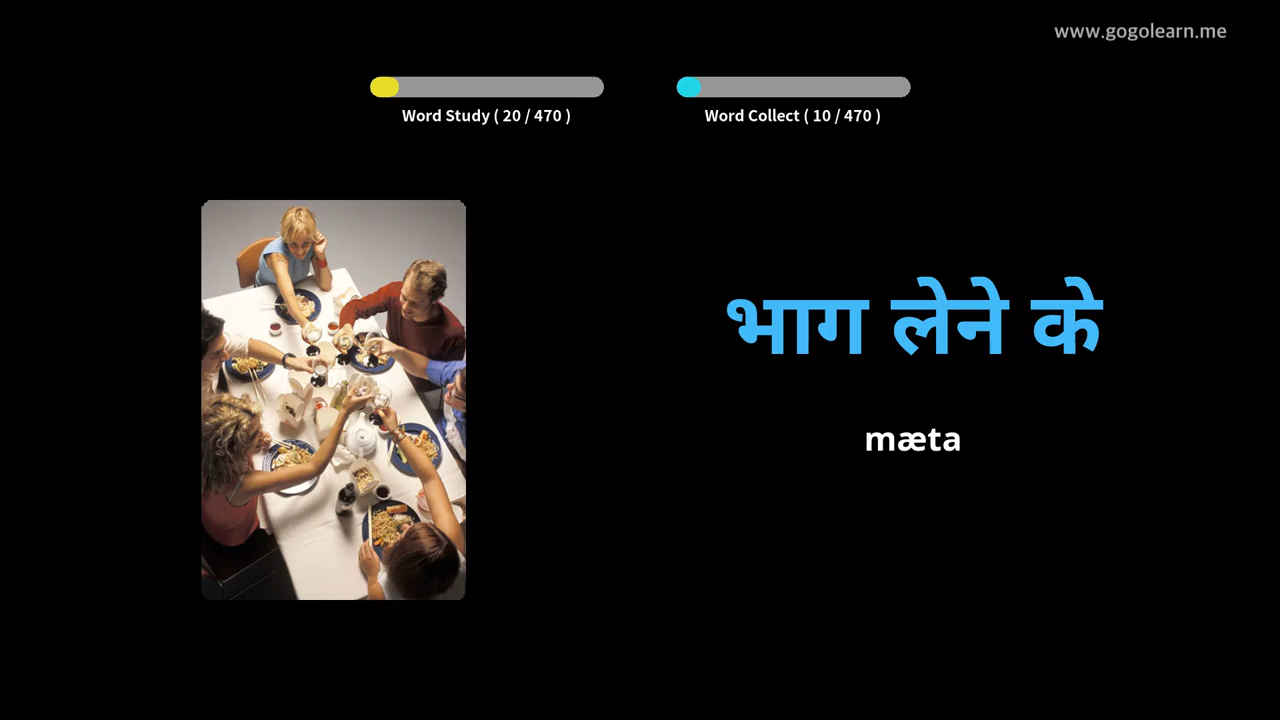 www.gogolearn.me
Word Study ( 20 / 470 )
Word Collect ( 10 / 470 )
भाग लेने के
mæta